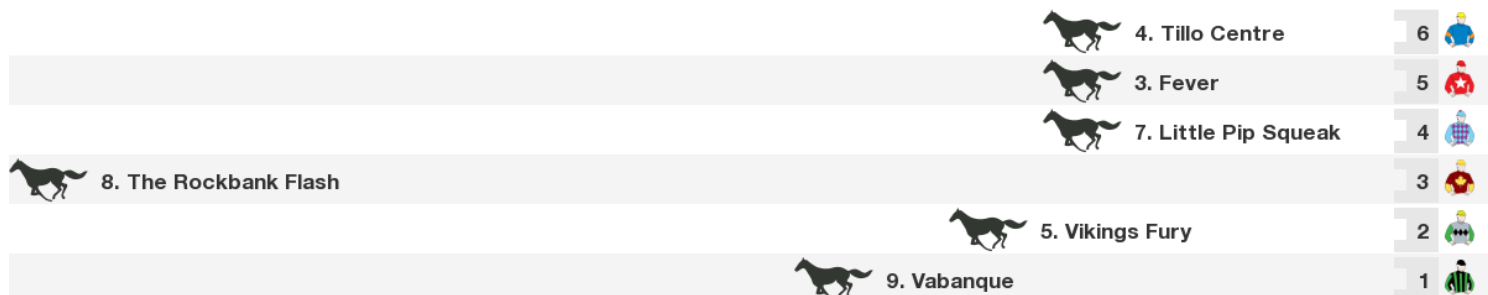 4. Tillo Centre 6
3. Fever 5
7. Little Pip Squeak 4
8. The Rockbank Flash 3
5. Vikings Fury 2
9. Vabanque 1